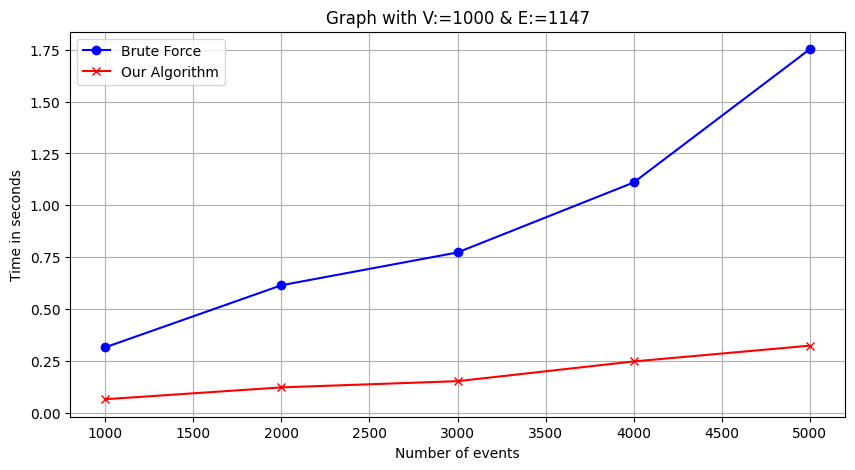 Graph with V:=1000 & E:=1147
Brute Force
Our Algorithm
1.75
1.50
1.25
1.00
0.75
0.50
0.25
0.00
Time in seconds
1000 1500 2000 2500 3000 3500 4000 4500 5000
Number of events